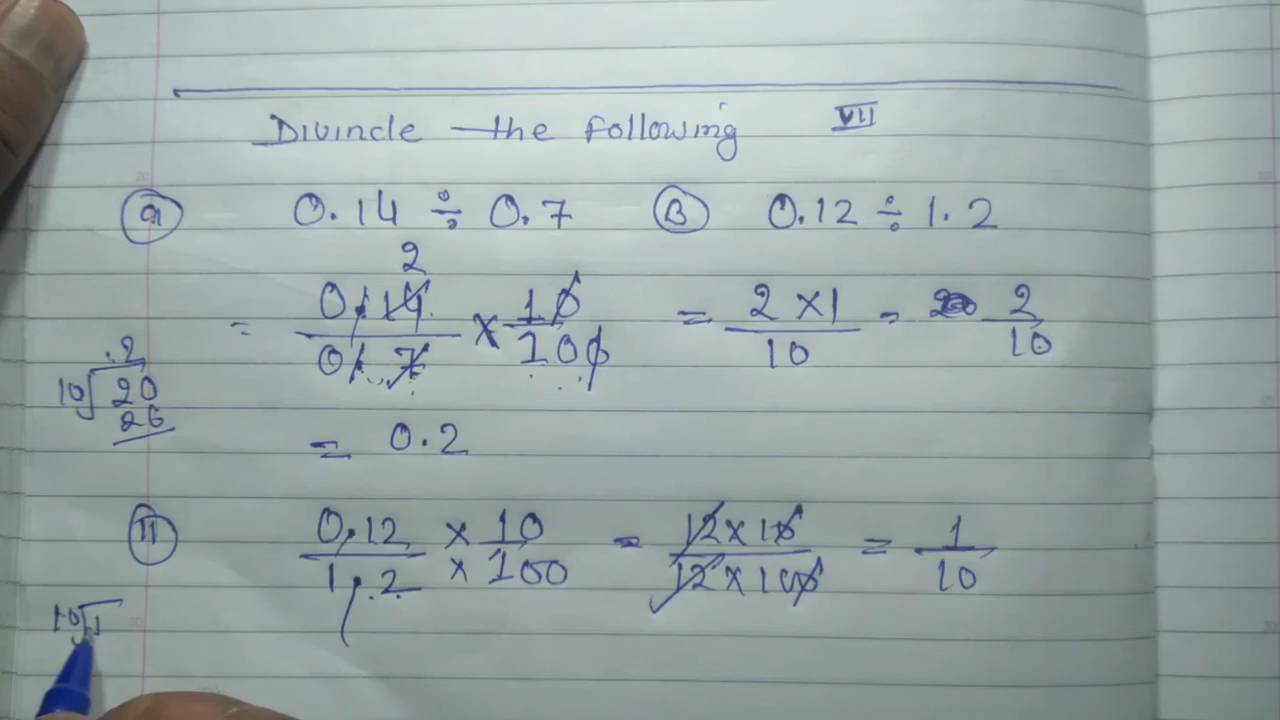 Divincle the following VII
a 0.14 ÷ 0.7 B 0.12 ÷ 1.2
2
= 0.14 / 0.7 × 10 / 100 = 2 × 1 / 10 = 2 / 10
.2
10 √ 20
20
= 0.2
II 0.12 / 1.2 × 10 / × 100 = 12 × 10 / 12 × 100 = 1 / 10
10 √ 1